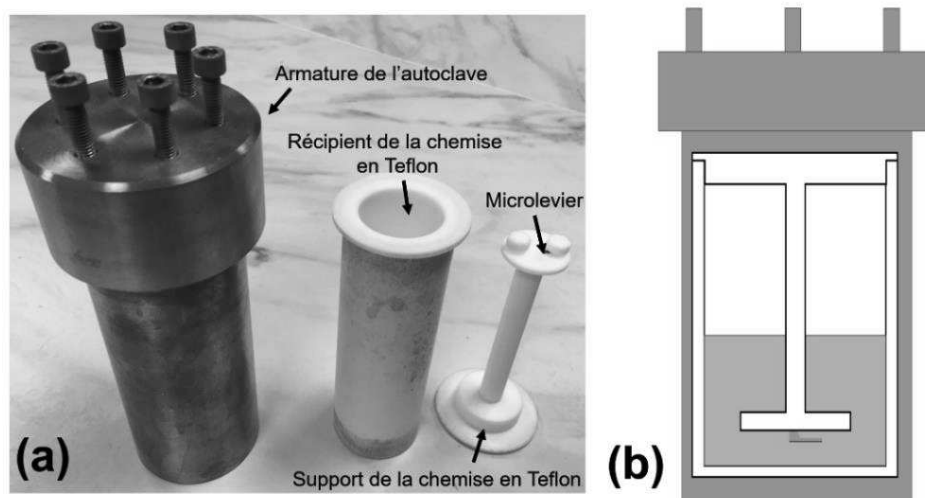 Armature de l'autoclave
Récipient de la chemise
en Teflon
Microlevier
Support de la chemise en Teflon
(a)
(b)